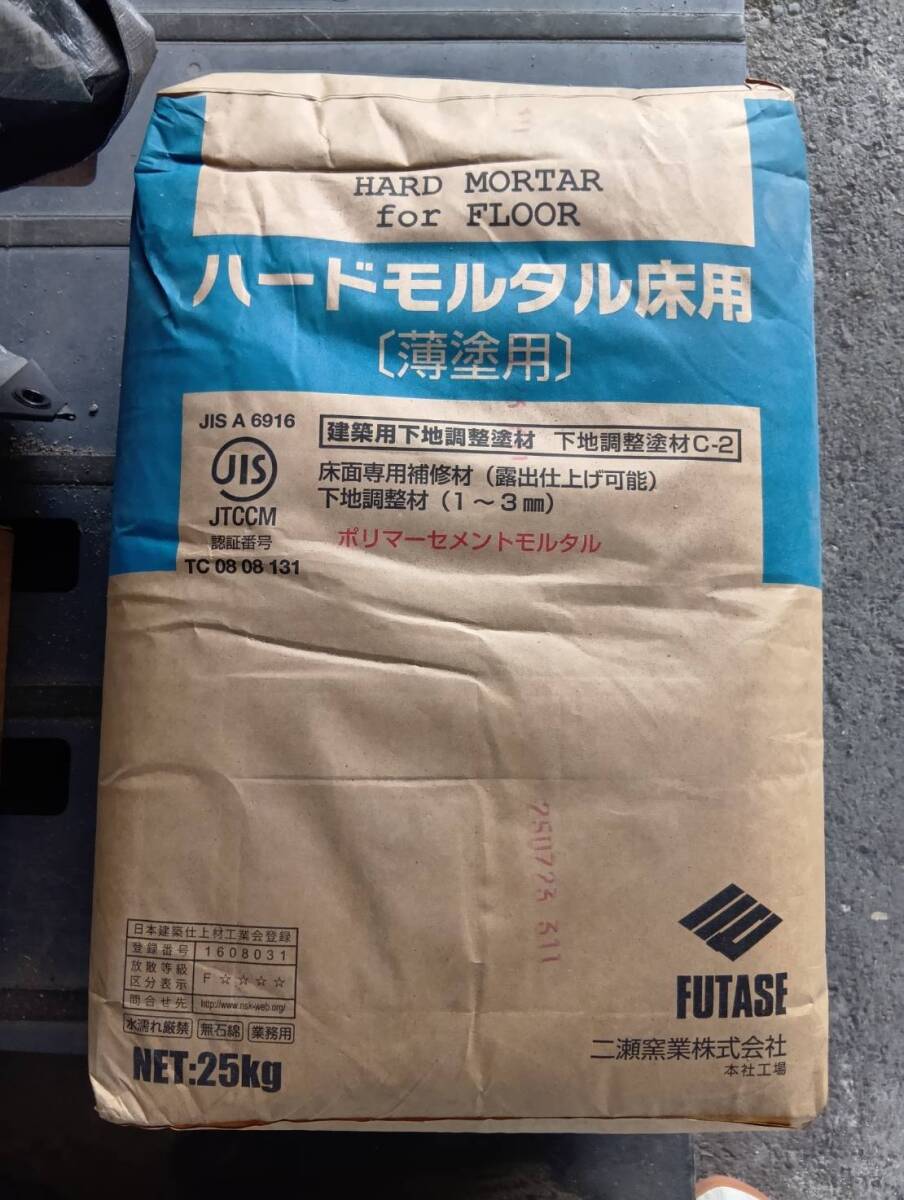 HARD MORTAR
for FLOOR
ハードモルタル床用
〔薄塗用〕
JIS A 6916
JIS
JTCCM
認証番号
TC 08 08 131
建築用下地調整塗材 下地調整塗材C-2
床面専用補修材（露出仕上げ可能）
下地調整材（1～3㎜）
ポリマーセメントモルタル
250723 311
日本建築仕上材工業会登録
登録番号 1608031
放散等級
区分表示 F☆☆☆☆
問合せ先 http://www.nsk-web.org/
水濡れ厳禁 無石綿 業務用
NET:25kg
FUTASE
二瀬窯業株式会社
本社工場